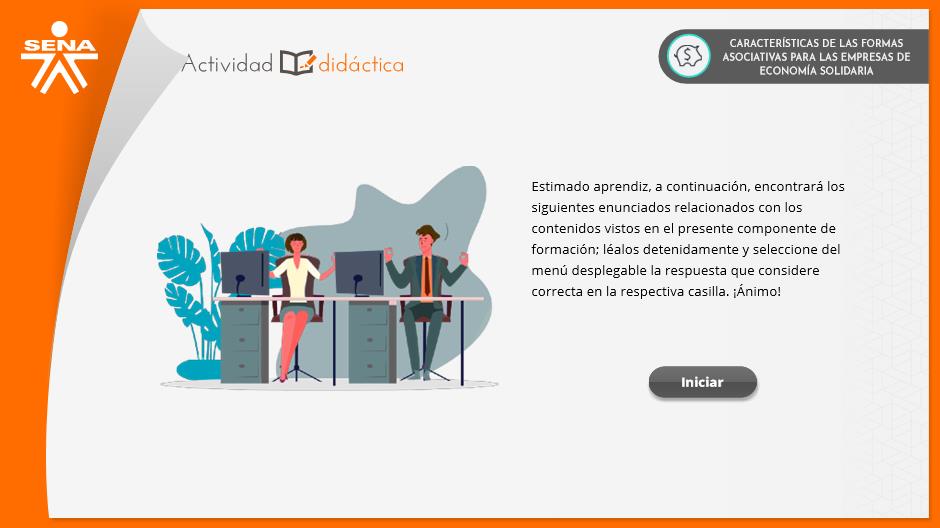 SENA
Actividad didáctica
CARACTERÍSTICAS DE LAS FORMAS
ASOCIATIVAS PARA LAS EMPRESAS DE
ECONOMÍA SOLIDARIA
Estimado aprendiz, a continuación, encontrará los
siguientes enunciados relacionados con los
contenidos vistos en el presente componente de
formación; léalos detenidamente y seleccione del
menú desplegable la respuesta que considere
correcta en la respectiva casilla. ¡Ánimo!
Iniciar